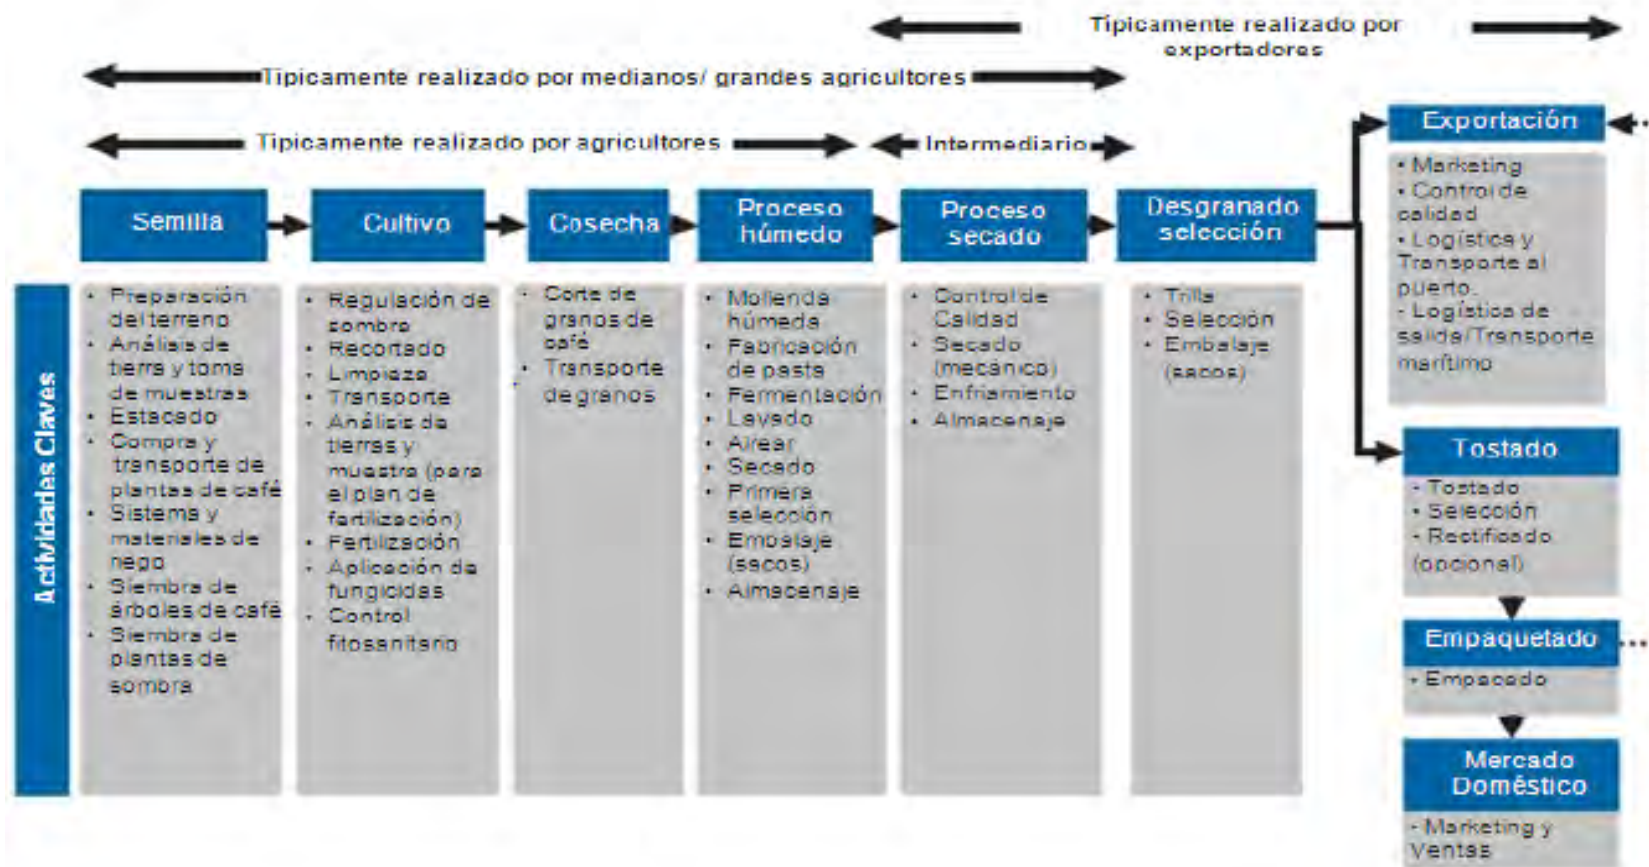 Típicamente realizado por
exportadores
Típicamente realizado por medianos/ grandes agricultores
Típicamente realizado por agricultores
Intermediario
Semilla
Cultivo
Cosecha
Proceso
húmedo
Proceso
secado
Desgranado
selección
Actividades Claves
• Preparación
del terreno
• Análisis de
tierra y toma
de muestras
• Estacado
• Compra y
transporte de
plantas de café
• Sistema y
materiales de
riego
• Siembra de
árboles de café
• Siembra de
plantas de
sombra
• Regulación de
sombra
• Recortado
• Limpieza
• Transporte
• Análisis de
tierras y
muestra (para
el plan de
fertilización)
• Fertilización
• Aplicación de
fungicidas
• Control
fitosanitario
• Corte de
granos de
café
• Transporte
de granos
• Molienda
húmeda
• Fabricación
de pasta
• Fermentación
• Lavado
• Airear
• Secado
• Primera
selección
• Embalaje
(sacos)
• Almacenaje
• Control de
Calidad
• Secado
(mecánico)
• Enfriamiento
• Almacenaje
• Trilla
• Selección
• Embalaje
(sacos)
Exportación
• Marketing
• Control de
calidad
• Logística y
Transporte al
puerto.
- Logística de
salida/Transporte
marítimo
Tostado
- Tostado
• Selección
- Rectificado
(opcional)
Empaquetado
• Empacado
Mercado
Doméstico
- Marketing y
Ventas